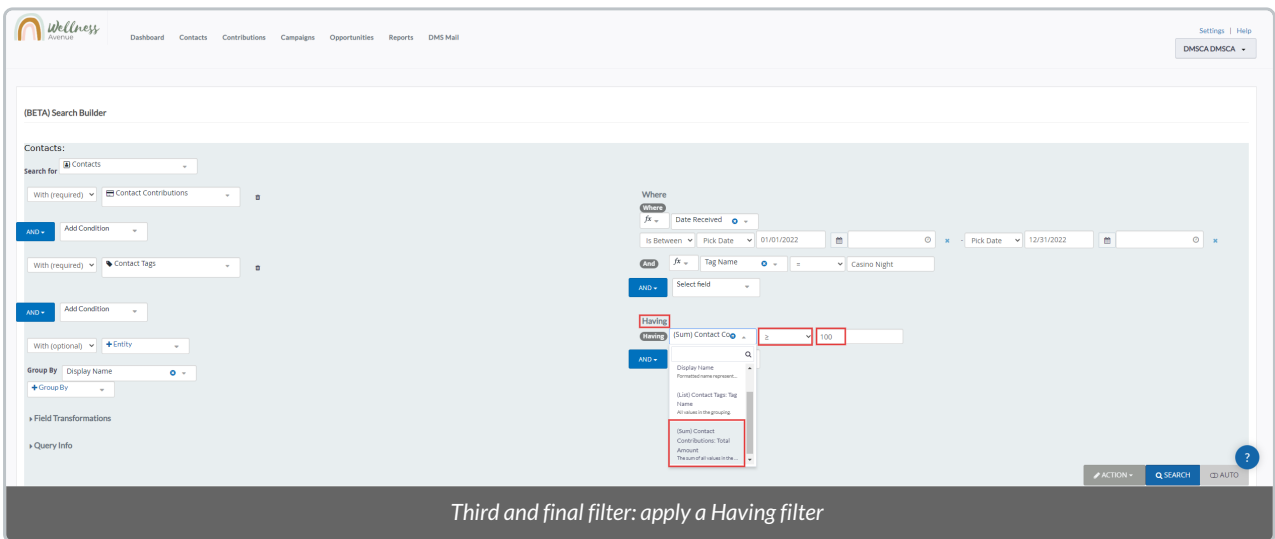 Wellness
Avenue
Dashboard Contacts Contributions Campaigns Opportunities Reports DMS Mail
Settings | Help
DMSCA DMSCA
(BETA) Search Builder
Contacts:
Search for Contacts
With (required) Contact Contributions
AND Add Condition
With (required) Contact Tags
AND Add Condition
With (optional) +Entity
Group By Display Name
+Group By
Field Transformations
Query Info
Where
Where
fx Date Received
Is Between Pick Date 01/01/2022 - Pick Date 12/31/2022
And fx Tag Name = Casino Night
AND Select field
Having
Having (Sum) Contact Co ≥ 100
AND
Display Name
Formatted name represent...
(List) Contact Tags: Tag
Name
All values in the grouping.
(Sum) Contact
Contributions: Total
Amount
The sum of all values in the ...
?
ACTION SEARCH AUTO
Third and final filter: apply a Having filter